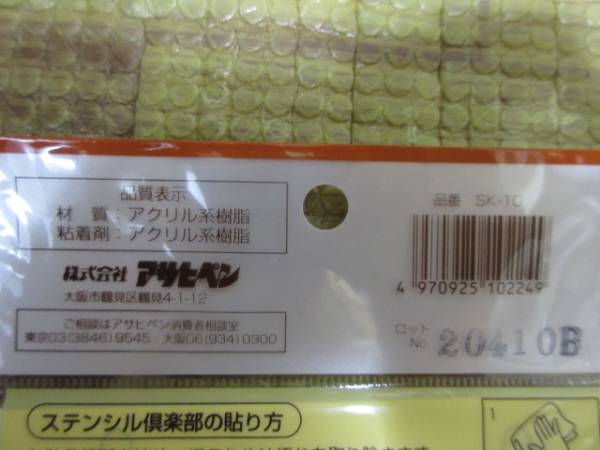 品質表示
材 質:アクリル系樹脂
粘着剤:アクリル系樹脂
株式会社 アサヒペン
大阪市鶴見区鶴見4-1-12
ご相談はアサヒペン消費者相談室
東京03(3846)9545・大阪06(934)0300
品番 SK-10
4 970925 102249
ロット
No. 20410B
ステンシル倶楽部の貼り方
1